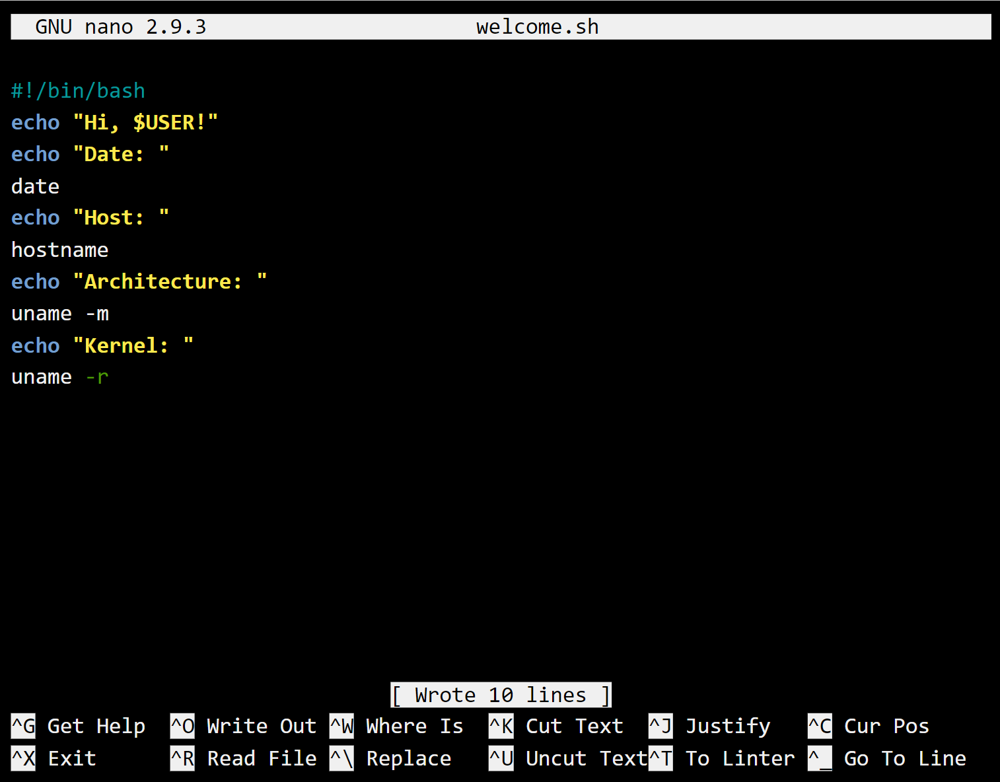 GNU nano 2.9.3 welcome.sh
#!/bin/bash
echo "Hi, $USER!"
echo "Date: "
date
echo "Host: "
hostname
echo "Architecture: "
uname -m
echo "Kernel: "
uname -r
[ Wrote 10 lines ]
^G Get Help ^O Write Out ^W Where Is ^K Cut Text ^J Justify ^C Cur Pos
^X Exit ^R Read File ^\ Replace ^U Uncut Text ^T To Linter ^_ Go To Line